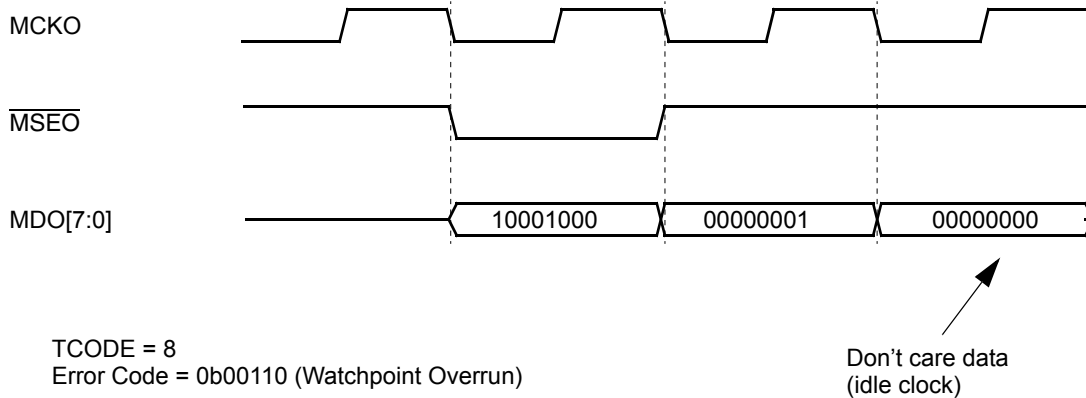 MCKO
MSEO
MDO[7:0]
10001000
00000001
00000000
TCODE = 8
Error Code = 0b00110 (Watchpoint Overrun)
Don’t care data
(idle clock)